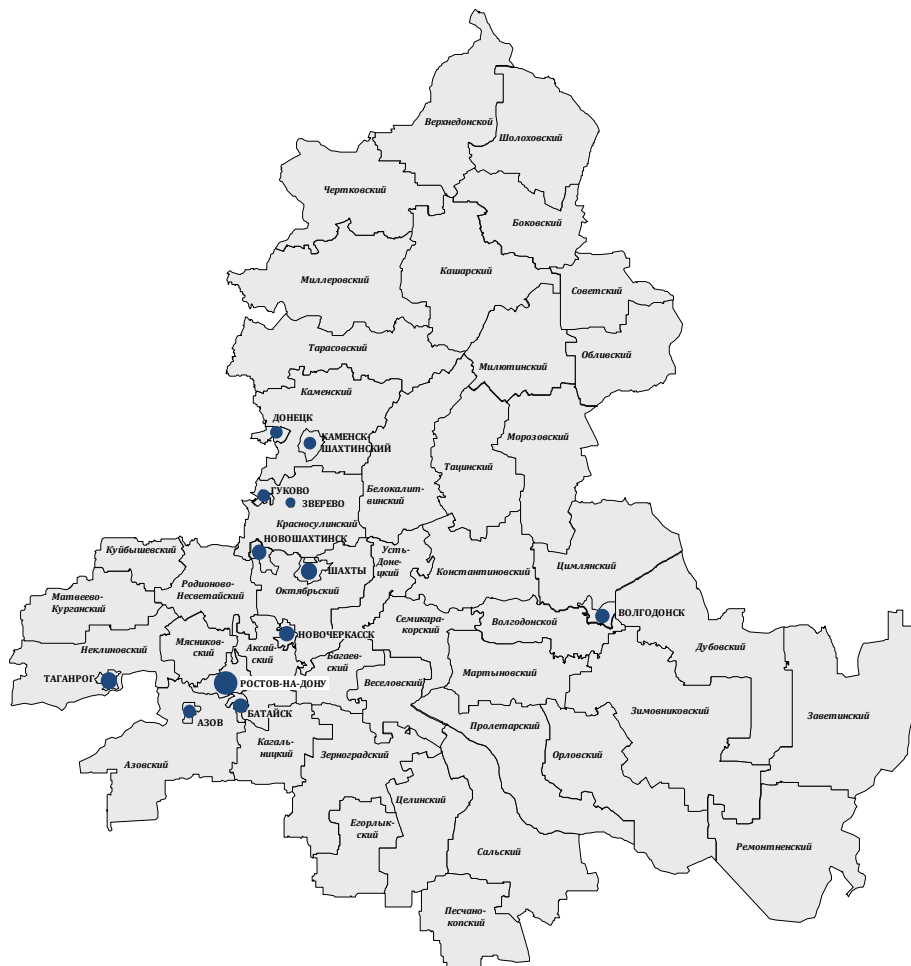 Верхнедонской
Шолоховский
Чертковский
Боковский
Кашарский
Миллеровский
Советский
Тарасовский
Обливский
Милютинский
Каменский
ДОНЕЦК
КАМЕНСК-
ШАХТИНСКИЙ
Морозовский
Тацинский
Белокалит-
винский
ГУКОВО
ЗВЕРЕВО
Красносулинский
НОВОШАХТИНСК
Куйбышевский
Усть-
Доне-
цкий
Константиновский
Цимлянский
ШАХТЫ
Родионово-
Несветайский
Октябрьский
Матвеево-
Курганский
ВОЛГОДОНСК
Семикара-
корский
Волгодонской
НОВОЧЕРКАССК
Неклиновский
Мясников-
ский
Аксай-
ский
Багаев-
ский
Дубовский
Мартыновский
ТАГАНРОГ
РОСТОВ-НА-ДОНУ
Веселовский
Зимовниковский
Заветинский
АЗОВ
БАТАЙСК
Пролетарский
Кагаль-
ницкий
Зерноградский
Орловский
Азовский
Целинский
Егорлык-
ский
Сальский
Ремонтненский
Песчано-
копский